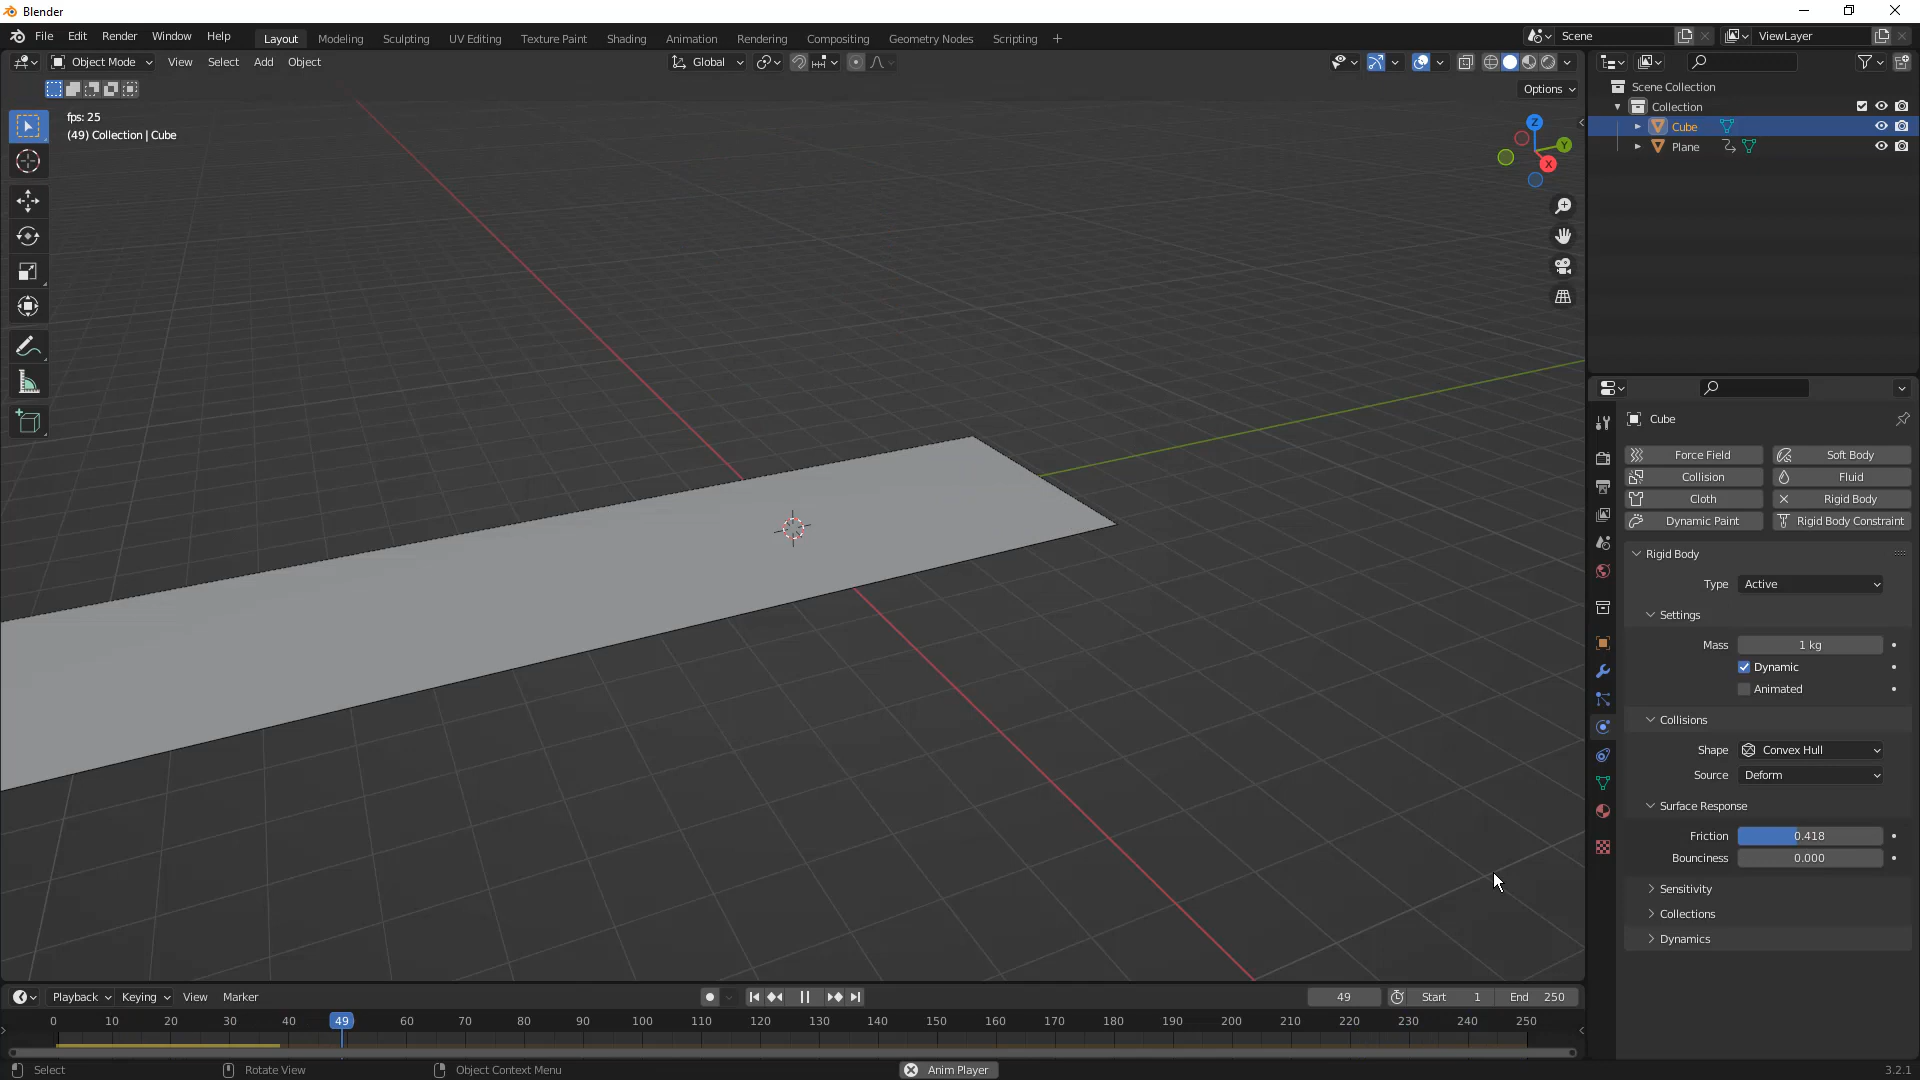 Blender
File Edit Render Window Help
Layout Modeling Sculpting UV Editing Texture Paint Shading Animation Rendering Compositing Geometry Nodes Scripting
Scene
ViewLayer
Object Mode View Select Add Object
Global
Options
fps: 25
(49) Collection | Cube
Z
Y
X
Scene Collection
Collection
Cube
Plane
Cube
Force Field Soft Body
Collision Fluid
Cloth Rigid Body
Dynamic Paint Rigid Body Constraint
Rigid Body
Type Active
Settings
Mass 1 kg
Dynamic
Animated
Collisions
Shape Convex Hull
Source Deform
Surface Response
Friction 0.418
Bounciness 0.000
Sensitivity
Collections
Dynamics
Playback Keying View Marker
49 Start 1 End 250
0 10 20 30 40 49 60 70 80 90 100 110 120 130 140 150 160 170 180 190 200 210 220 230 240 250
Select Rotate View Object Context Menu Anim Player 3.2.1